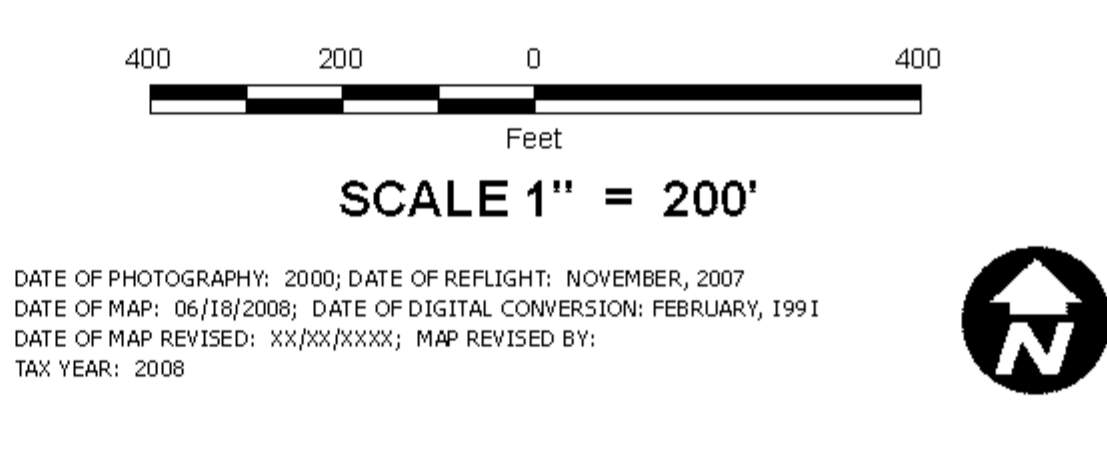 400 200 0 400
Feet
SCALE 1" = 200'
DATE OF PHOTOGRAPHY: 2000; DATE OF REFLIGHT: NOVEMBER, 2007
DATE OF MAP: 06/I8/2008; DATE OF DIGITAL CONVERSION: FEBRUARY, I99I
DATE OF MAP REVISED: XX/XX/XXXX; MAP REVISED BY:
TAX YEAR: 2008
N